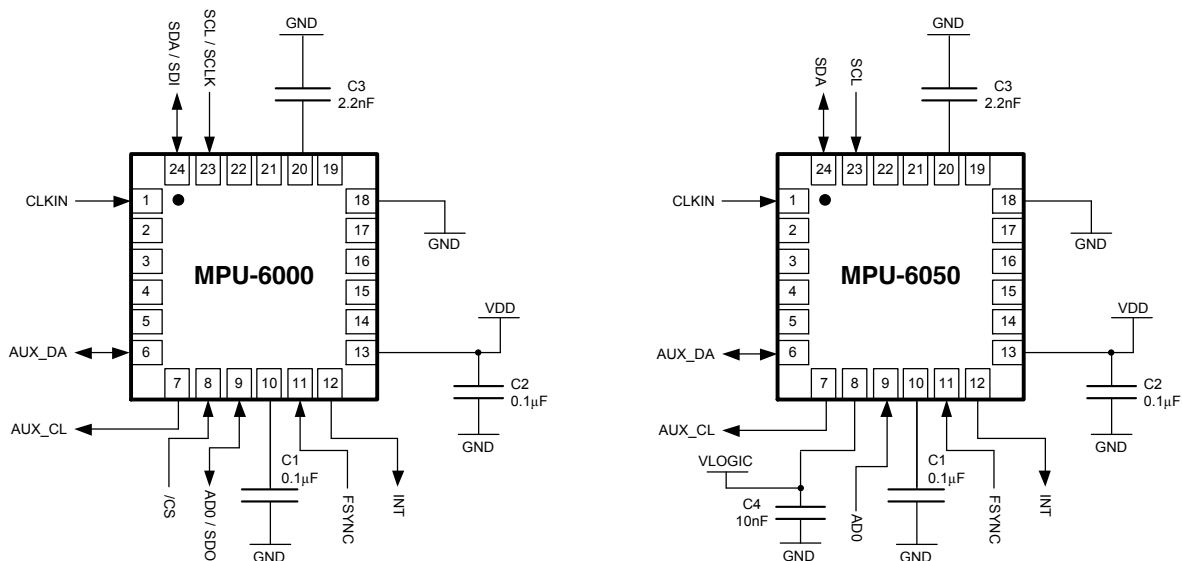 GND
SDA / SDI
SCL / SCLK
C3
2.2nF
24 23 22 21 20 19
CLKIN
1
2
3
4
5
6
18
17
16
15
14
13
MPU-6000
GND
VDD
AUX_DA
C2
0.1µF
GND
7 8 9 10 11 12
AUX_CL
/CS
AD0 / SDO
C1
0.1µF
GND
FSYNC
INT
GND
SDA
SCL
C3
2.2nF
24 23 22 21 20 19
CLKIN
1
2
3
4
5
6
18
17
16
15
14
13
MPU-6050
GND
VDD
AUX_DA
C2
0.1µF
GND
7 8 9 10 11 12
AUX_CL
VLOGIC
C4
10nF
GND
AD0
C1
0.1µF
GND
FSYNC
INT